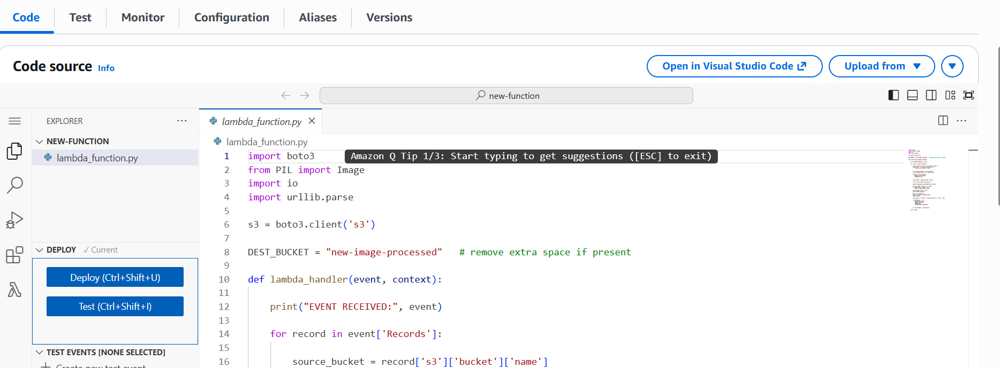 Code
Test
Monitor
Configuration
Aliases
Versions
Code source Info
Open in Visual Studio Code
Upload from
new-function
EXPLORER
NEW-FUNCTION
lambda_function.py
DEPLOY ✓ Current
Deploy (Ctrl+Shift+U)
Test (Ctrl+Shift+I)
TEST EVENTS [NONE SELECTED]
Create new test event
lambda_function.py
lambda_function.py
1 import boto3
Amazon Q Tip 1/3: Start typing to get suggestions ([ESC] to exit)
2 from PIL import Image
3 import io
4 import urllib.parse
5
6 s3 = boto3.client('s3')
7
8 DEST_BUCKET = "new-image-processed" # remove extra space if present
9
10 def lambda_handler(event, context):
11
12 print("EVENT RECEIVED:", event)
13
14 for record in event['Records']:
15
16 source_bucket = record['s3']['bucket']['name']